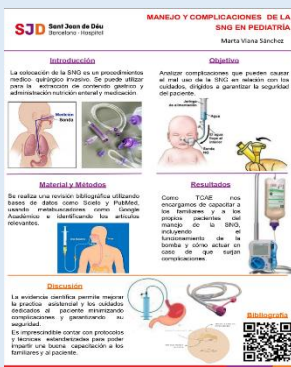 SJD Sant Joan de Déu
Barcelona · Hospital
MANEJO Y COMPLICACIONES DE LA
SNG EN PEDIATRÍA
Marta Viana Sánchez
Introducción
La colocación de la SNG es un procedimientos
medico- quirúrgico invasivo. Se puede utilizar
para la extraccion de contenido gástrico y
administración nutrición enteral y medicación.
Objetivo
Analizar complicaciones que pueden causar
el mal uso de la SNG en relación con los
cuidados, dirigidos a garantizar la seguridad
del paciente.
Material y Métodos
Se realiza una revisión bibliográfica utilizando
bases de datos como Scielo y PubMed,
usando metabuscadores como Google
Académico e identificando los artículos
relevantes.
Resultados
Como TCAE nos
encargamos de capacitar a
los familiares y a los
propios pacientes del
manejo de la SNG,
incluyendo el
funcionamiento de la
bomba y cómo actuar en
caso de que surjan
complicaciones.
Discusión
La evidencia científica permite mejorar
la practica asistencial y los cuidados
dedicados al paciente minimizando
complicaciones y garantizando su
seguridad.
Es imprescindible contar con protocolos
y técnicas estandarizadas para poder
impartir una buena capacitación a los
familiares y al paciente.
Bibliografía